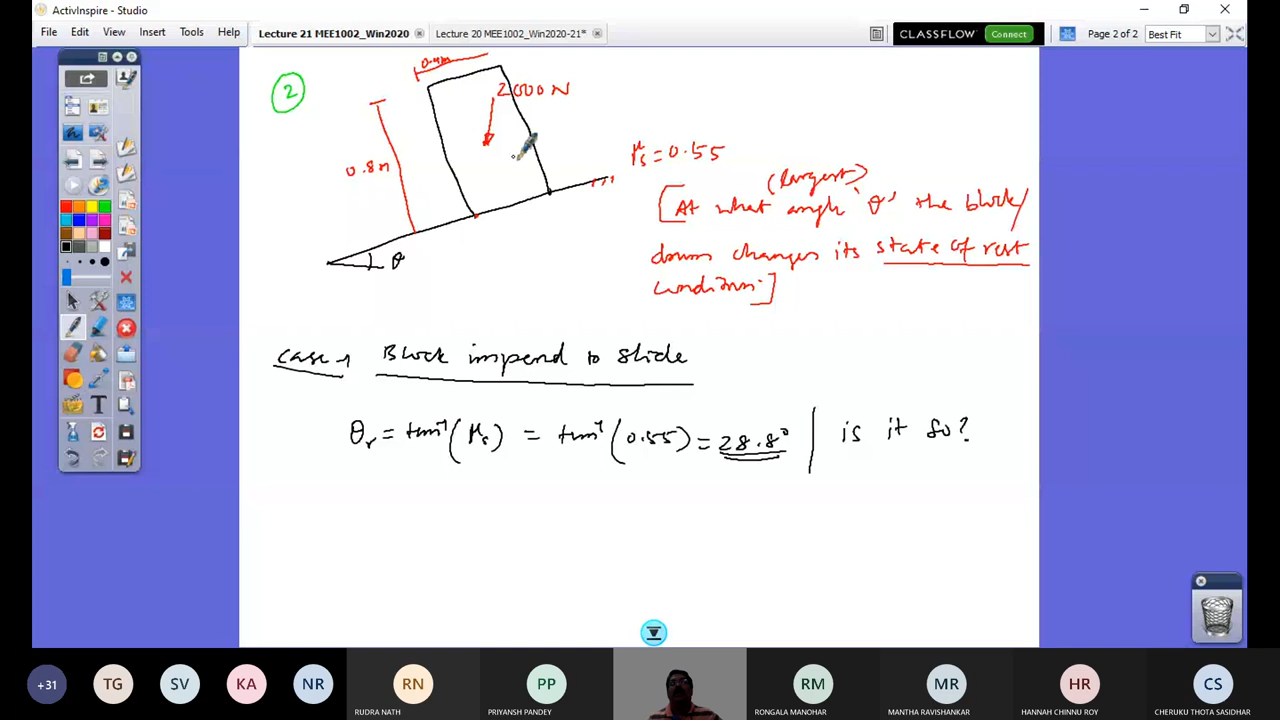 ActivInspire - Studio
File Edit View Insert Tools Help
Lecture 21 MEE1002_Win2020
Lecture 20 MEE1002_Win2020-21*
CLASSFLOW Connect
Page 2 of 2
Best Fit
2
0.4m
2000 N
0.8m
θ
μs = 0.55
(largest)
[At what angle 'θ' the block/
drum changes its state of rest
condition.]
Case 1 Block impend to slide
θr = tan⁻¹(μs) = tan⁻¹(0.55) = 28.8° | is it so?
T
+31
TG
SV
KA
NR
RN
RUDRA NATH
PP
PRIYANSH PANDEY
RM
RONGALA MANOHAR
MR
MANTHA RAVISHANKAR
HR
HANNAH CHINNU ROY
CS
CHERUKU THOTA SASIDHAR